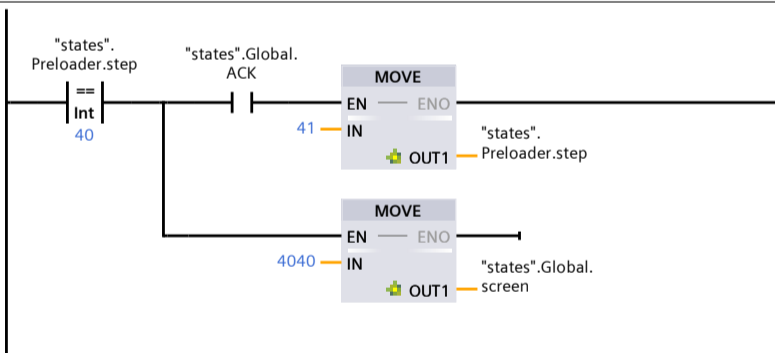 "states".
Preloader.step
==
Int
40
"states".Global.
ACK
MOVE
EN ENO
41 IN
OUT1
"states".
Preloader.step
MOVE
EN ENO
4040 IN
OUT1
"states".Global.
screen